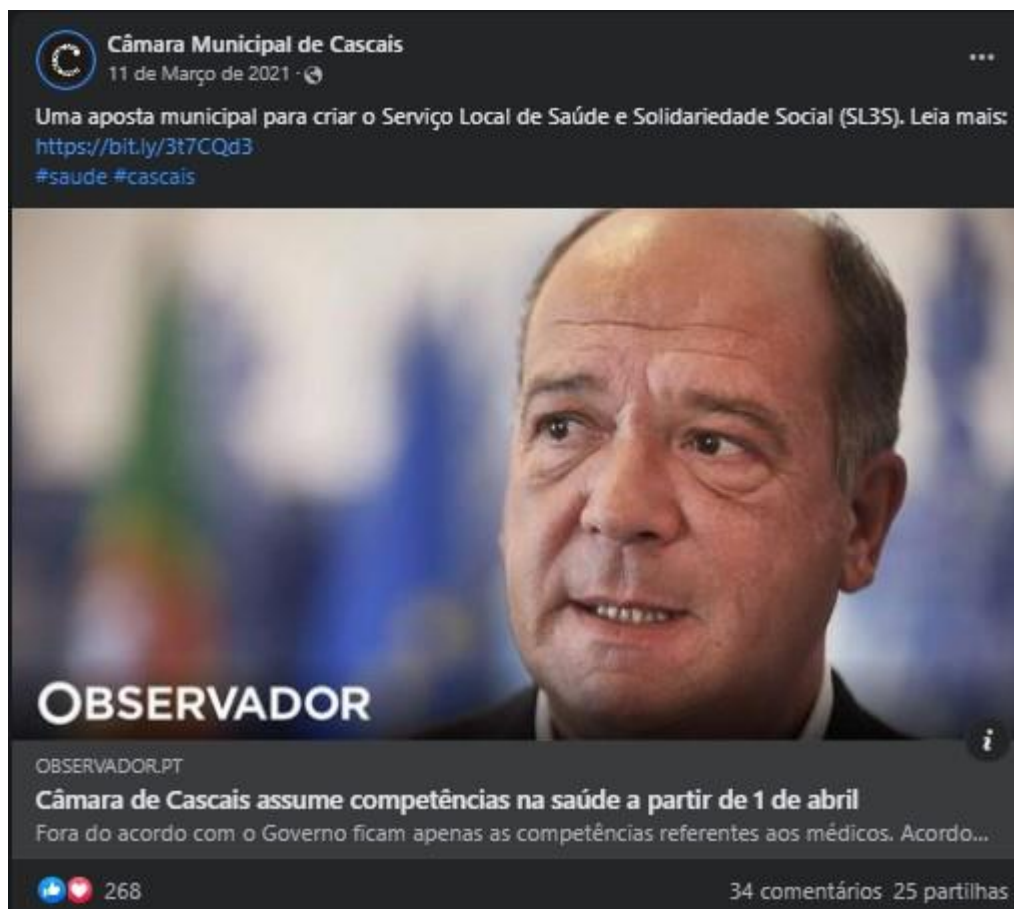 Câmara Municipal de Cascais
11 de Março de 2021 ·
Uma aposta municipal para criar o Serviço Local de Saúde e Solidariedade Social (SL3S). Leia mais:
https://bit.ly/3t7CQd3
#saude #cascais
OBSERVADOR
OBSERVADOR.PT
Câmara de Cascais assume competências na saúde a partir de 1 de abril
Fora do acordo com o Governo ficam apenas as competências referentes aos médicos. Acordo...
268
34 comentários 25 partilhas